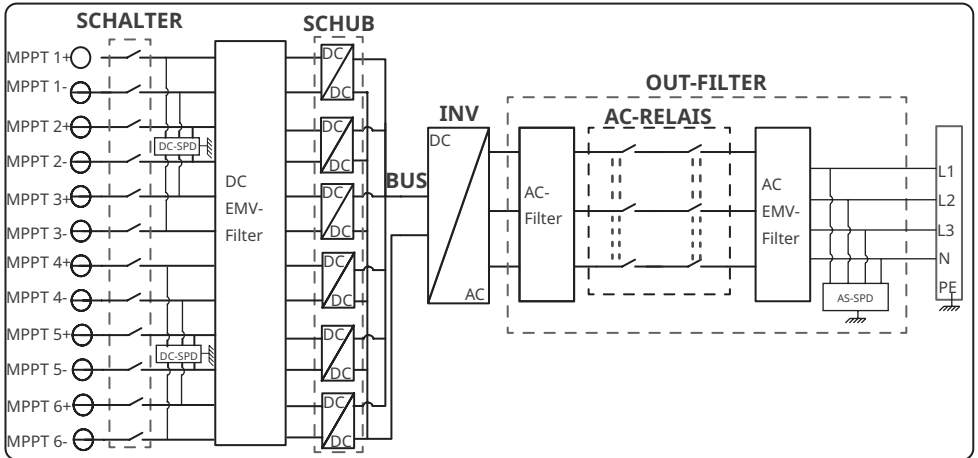 SCHALTER
SCHUB
MPPT 1+
MPPT 1-
MPPT 2+
MPPT 2-
MPPT 3+
MPPT 3-
MPPT 4+
MPPT 4-
MPPT 5+
MPPT 5-
MPPT 6+
MPPT 6-
DC-SPD
DC-SPD
DC
EMV-
Filter
DC
DC
DC
DC
DC
DC
DC
DC
DC
DC
DC
DC
BUS
INV
DC
AC
OUT-FILTER
AC-RELAIS
AC-
Filter
AC
EMV-
Filter
AS-SPD
L1
L2
L3
N
PE